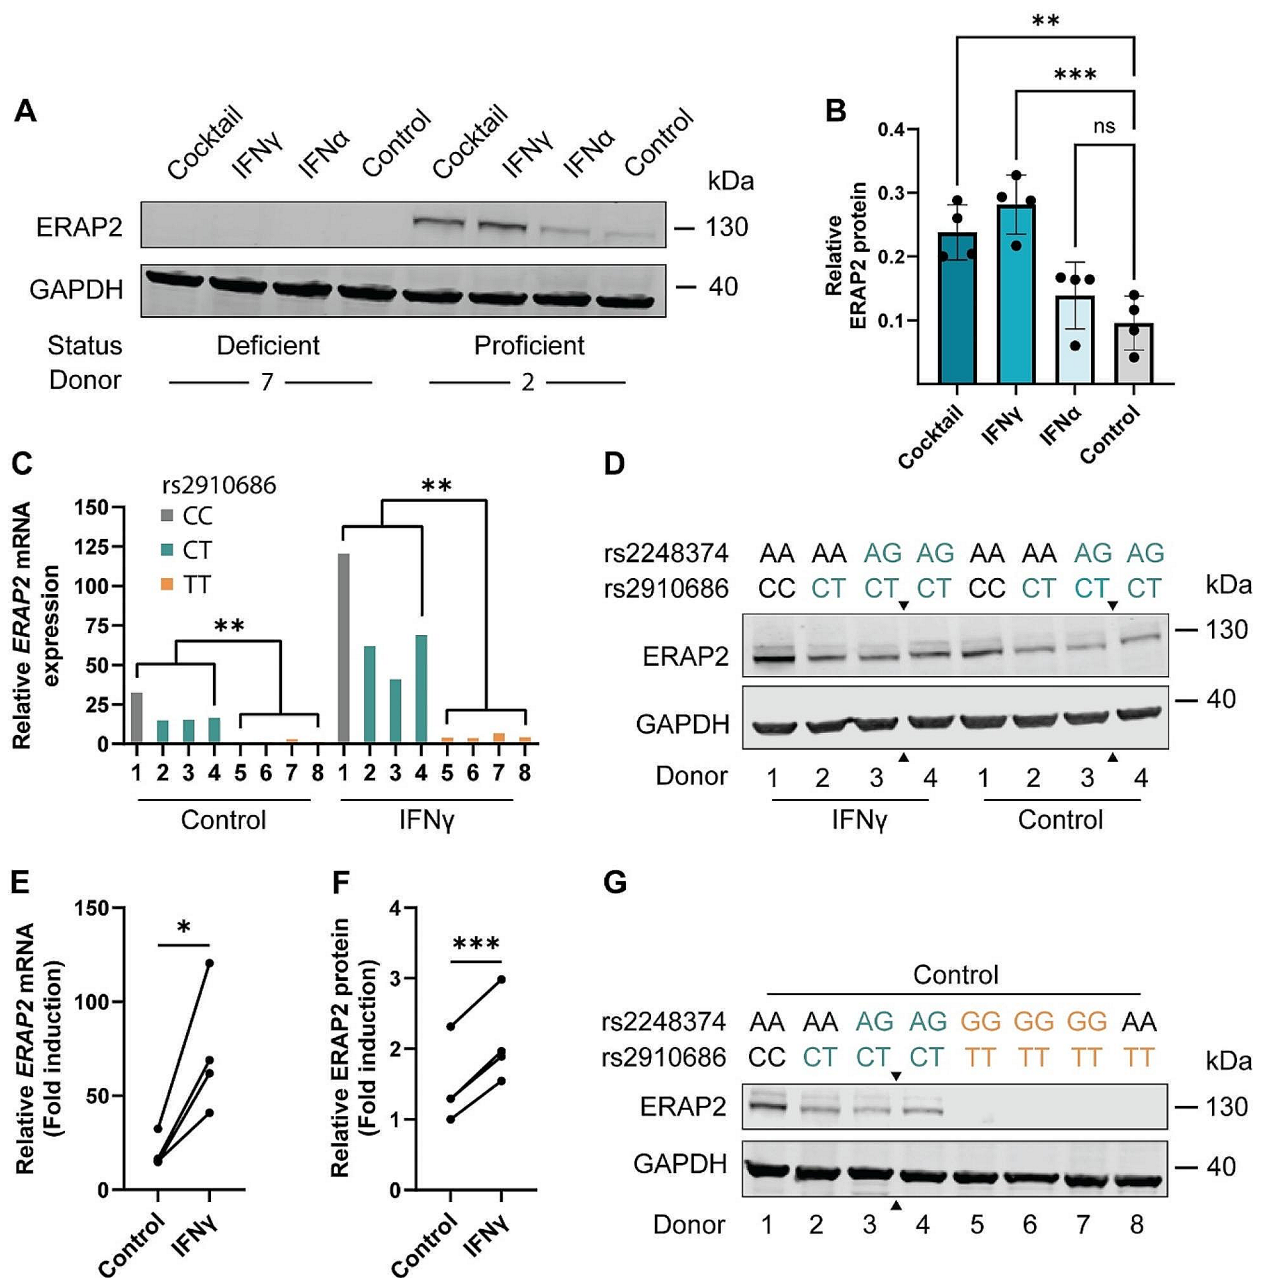 A
Cocktail IFNγ IFNα Control Cocktail IFNγ IFNα Control
kDa
ERAP2 130
GAPDH 40
Status Deficient Proficient
Donor 7 2
B
**
***
ns
Relative
ERAP2 protein
0.4
0.3
0.2
0.1
Cocktail IFNγ IFNα Control
C
Relative ERAP2 mRNA
expression
rs2910686
CC
CT
TT
** **
150
125
100
75
50
25
0
1 2 3 4 5 6 7 8 1 2 3 4 5 6 7 8
Control IFNγ
D
rs2248374 AA AA AG AG AA AA AG AG
rs2910686 CC CT CT CT CC CT CT CT kDa
ERAP2 130
GAPDH 40
Donor 1 2 3 4 1 2 3 4
IFNγ Control
E
Relative ERAP2 mRNA
(Fold induction)
*
150
100
50
0
Control IFNγ
F
Relative ERAP2 protein
(Fold induction)
***
4
3
2
1
0
Control IFNγ
G
Control
rs2248374 AA AA AG AG GG GG GG AA
rs2910686 CC CT CT CT TT TT TT TT kDa
ERAP2 130
GAPDH 40
Donor 1 2 3 4 5 6 7 8